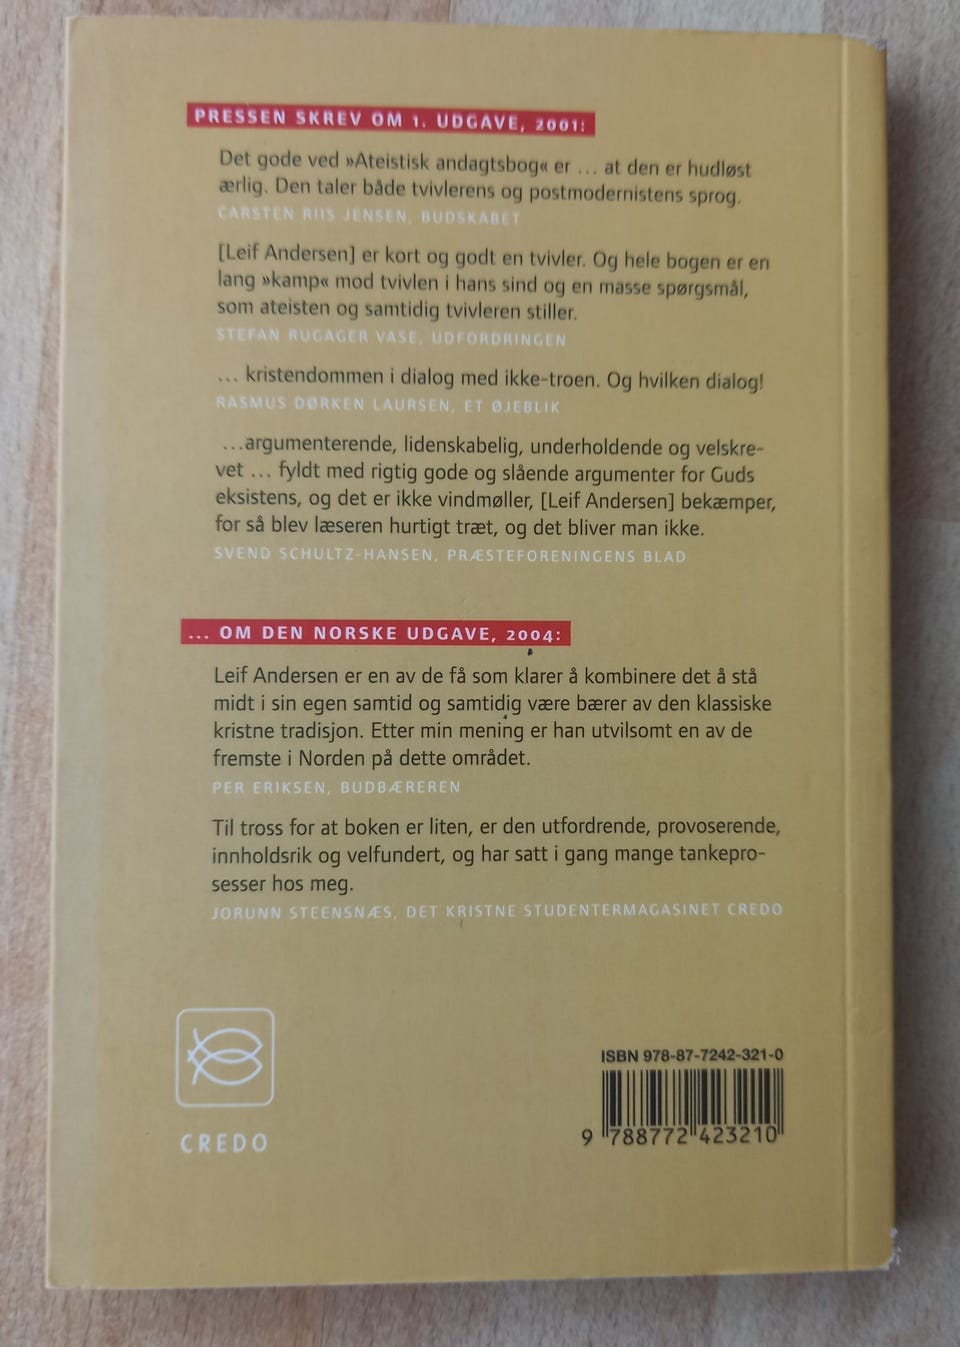 PRESSEN SKREV OM 1. UDGAVE, 2001:
Det gode ved »Ateistisk andagtsbog« er ... at den er hudløst
ærlig. Den taler både tvivlerens og postmodernistens sprog.
CARSTEN RIIS JENSEN, BUDSKABET
[Leif Andersen] er kort og godt en tvivler. Og hele bogen er en
lang »kamp« mod tvivlen i hans sind og en masse spørgsmål,
som ateisten og samtidig tvivleren stiller.
STEFAN RUGAGER VASE, UDFORDRINGEN
... kristendommen i dialog med ikke-troen. Og hvilken dialog!
RASMUS DØRKEN LAURSEN, ET ØJEBLIK
...argumenterende, lidenskabelig, underholdende og velskre-
vet ... fyldt med rigtig gode og slående argumenter for Guds
eksistens, og det er ikke vindmøller, [Leif Andersen] bekæmper,
for så blev læseren hurtigt træt, og det bliver man ikke.
SVEND SCHULTZ-HANSEN, PRÆSTEFORENINGENS BLAD
... OM DEN NORSKE UDGAVE, 2004:
Leif Andersen er en av de få som klarer å kombinere det å stå
midt i sin egen samtid og samtidig være bærer av den klassiske
kristne tradisjon. Etter min mening er han utvilsomt en av de
fremste i Norden på dette området.
PER ERIKSEN, BUDBÆREREN
Til tross for at boken er liten, er den utfordrende, provoserende,
innholdsrik og velfundert, og har satt i gang mange tankepro-
sesser hos meg.
JORUNN STEENSNÆS, DET KRISTNE STUDENTERMAGASINET CREDO
CREDO
ISBN 978-87-7242-321-0
9 788772 423210